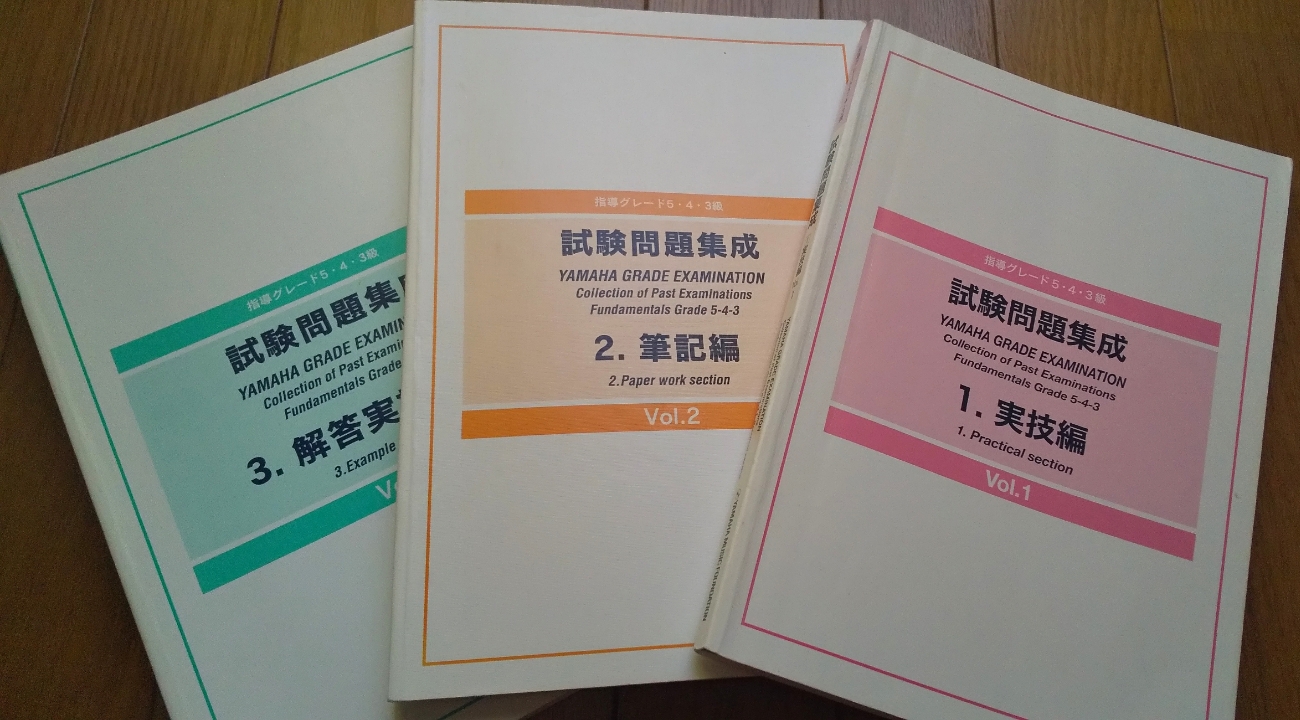 指導グレード5・4・3級
試験問題集
YAMAHA GRADE
Collection of Past
Fundamentals Grade
3. 解答実
3.Example
指導グレード5・4・3級
試験問題集成
YAMAHA GRADE EXAMINATION
Collection of Past Examinations
Fundamentals Grade 5-4-3
2. 筆記編
2.Paper work section
Vol.2
指導グレード5・4・3級
試験問題集成
YAMAHA GRADE EXAMINATION
Collection of Past Examinations
Fundamentals Grade 5-4-3
1. 実技編
1. Practical section
Vol.1